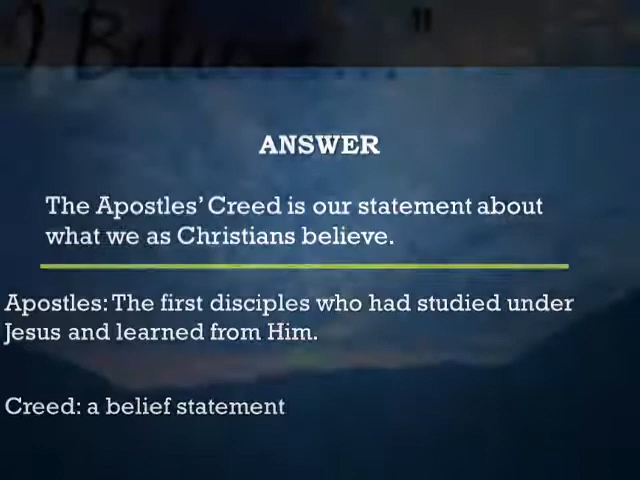 I Believe..."
ANSWER
The Apostles' Creed is our statement about
what we as Christians believe.
Apostles: The first disciples who had studied under
Jesus and learned from Him.
Creed: a belief statement